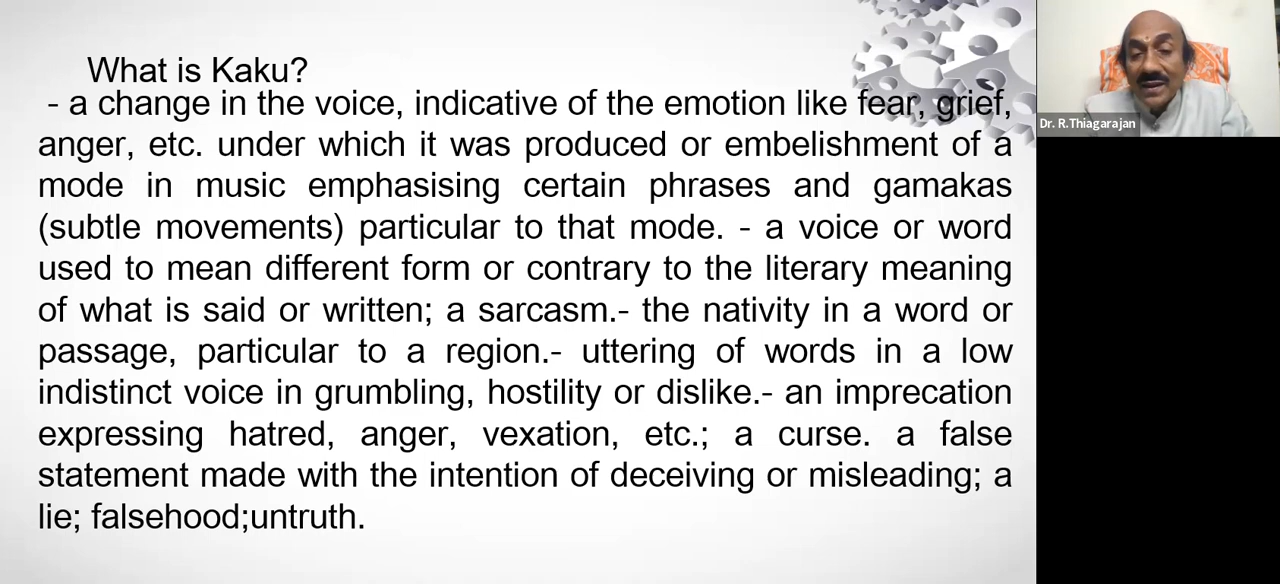 What is Kaku?
- a change in the voice, indicative of the emotion like fear, grief,
anger, etc. under which it was produced or embelishment of a
mode in music emphasising certain phrases and gamakas
(subtle movements) particular to that mode. - a voice or word
used to mean different form or contrary to the literary meaning
of what is said or written; a sarcasm.- the nativity in a word or
passage, particular to a region.- uttering of words in a low
indistinct voice in grumbling, hostility or dislike.- an imprecation
expressing hatred, anger, vexation, etc.; a curse. a false
statement made with the intention of deceiving or misleading; a
lie; falsehood;untruth.
Dr. R.Thiagarajan